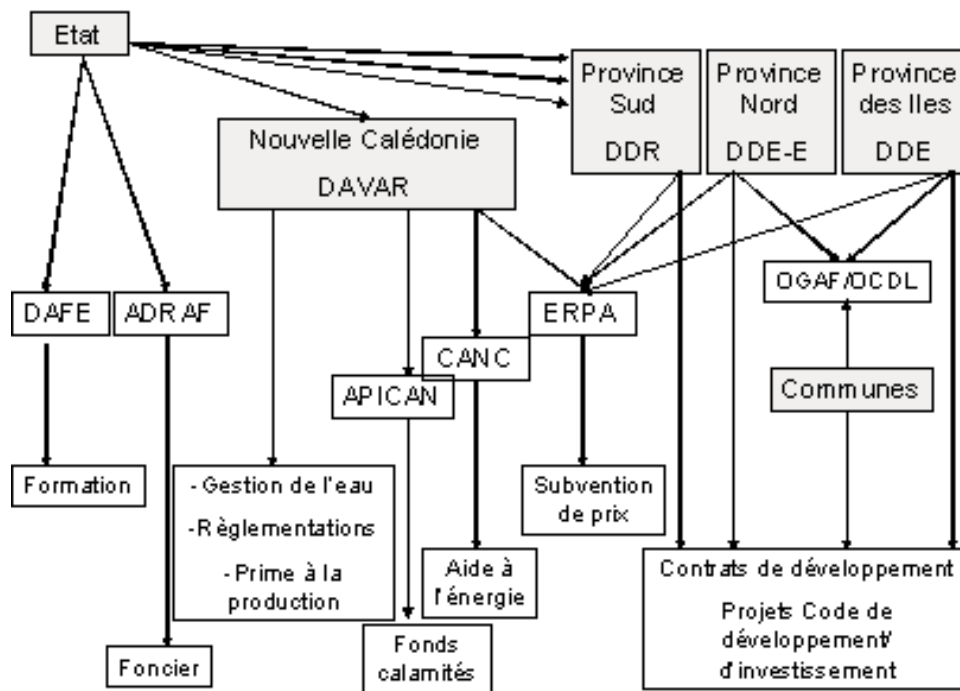 Etat
Province
Sud
DDR
Province
Nord
DDE-E
Province
des Iles
DDE
Nouvelle Calédonie
DAVAR
DAFE
ADRAF
ERPA
OGAF/OCDL
CANC
APICAN
Communes
Formation
- Gestion de l'eau
-Règlementations
- Prime à la
production
Subvention
de prix
Aide à
l'énergie
Contrats de développement
Projets Code de
développement/
d'investissement
Foncier
Fonds
calamités